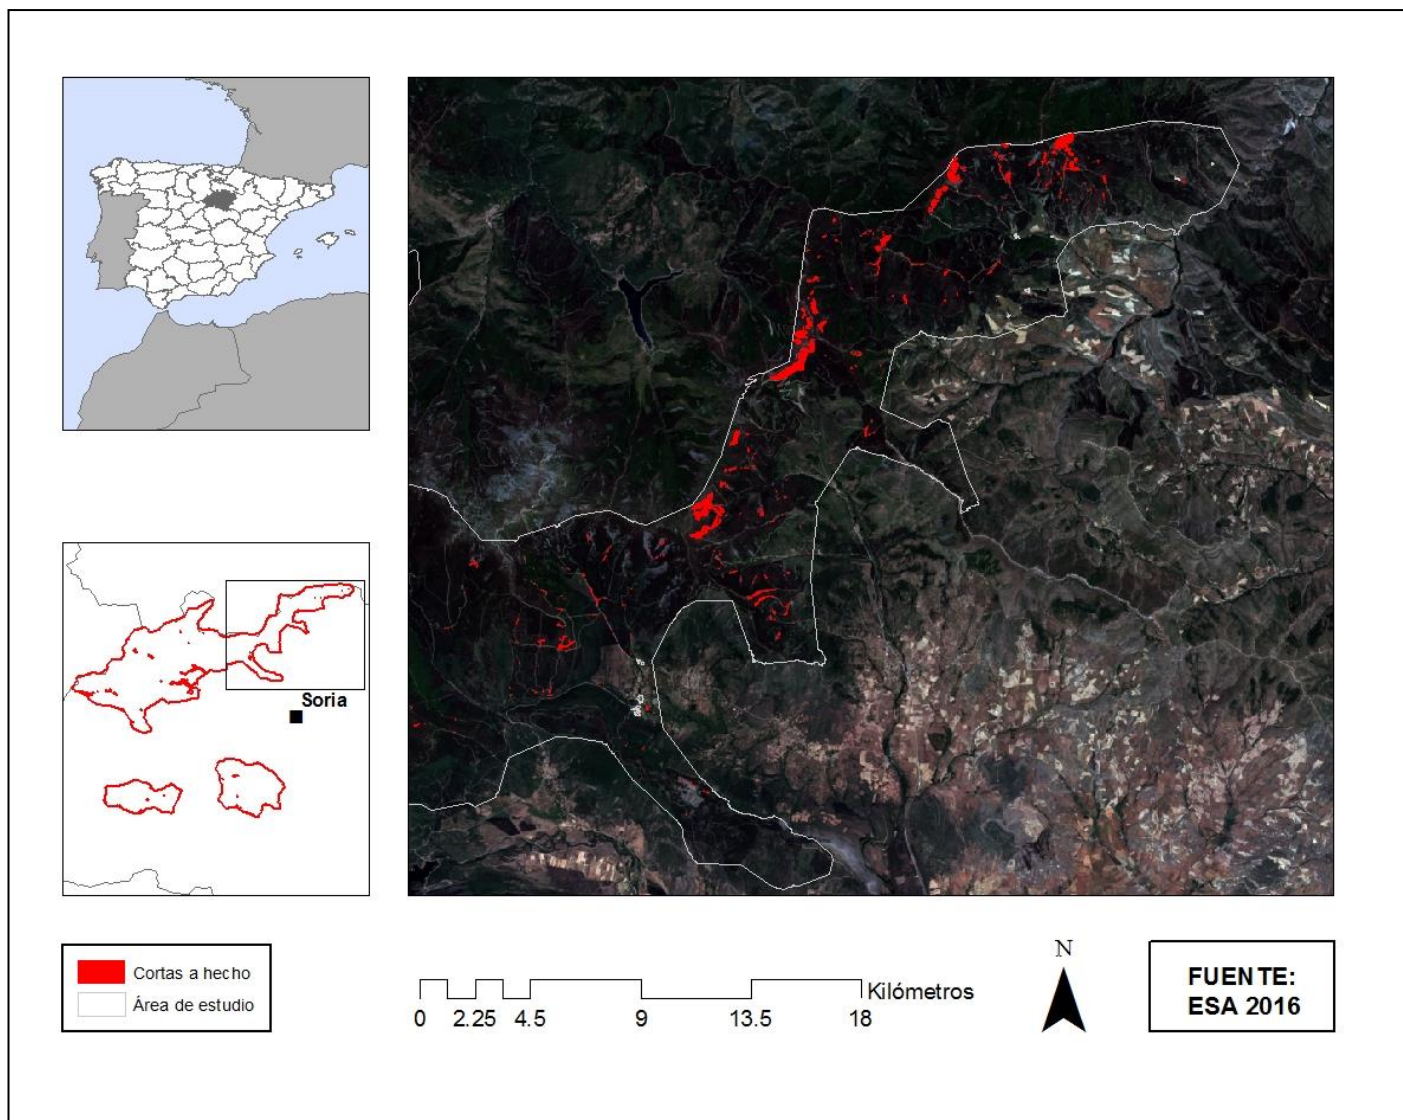 Soria
Cortas a hecho
Área de estudio
Kilómetros
0 2.25 4.5 9 13.5 18
N
FUENTE:
ESA 2016